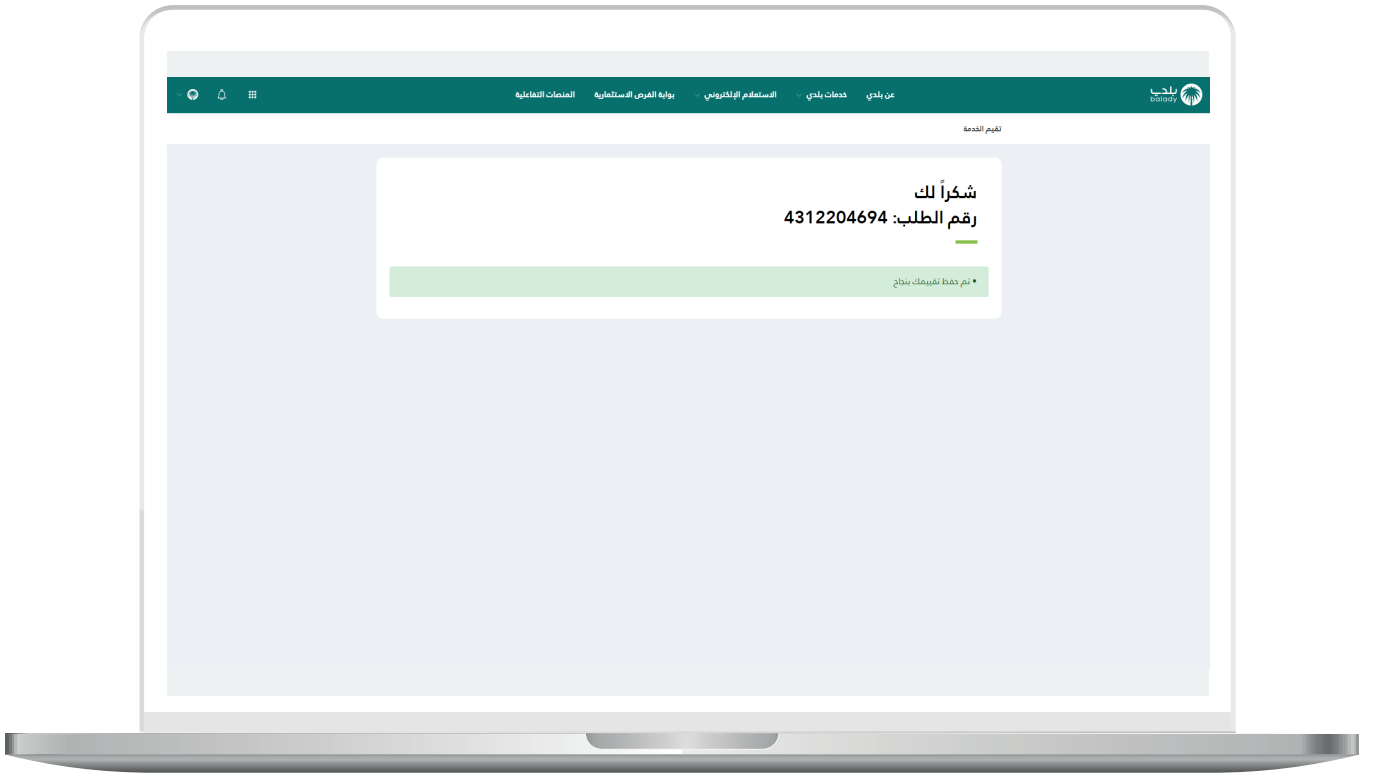 بلدي
balady
عن بلدي
خدمات بلدي
الاستعلام الإلكتروني
بوابة الفرص الاستثمارية
المنصات التفاعلية
تقيم الخدمة
شكراً لك
رقم الطلب: 4312204694
• تم حفظ تقييمك بنجاح